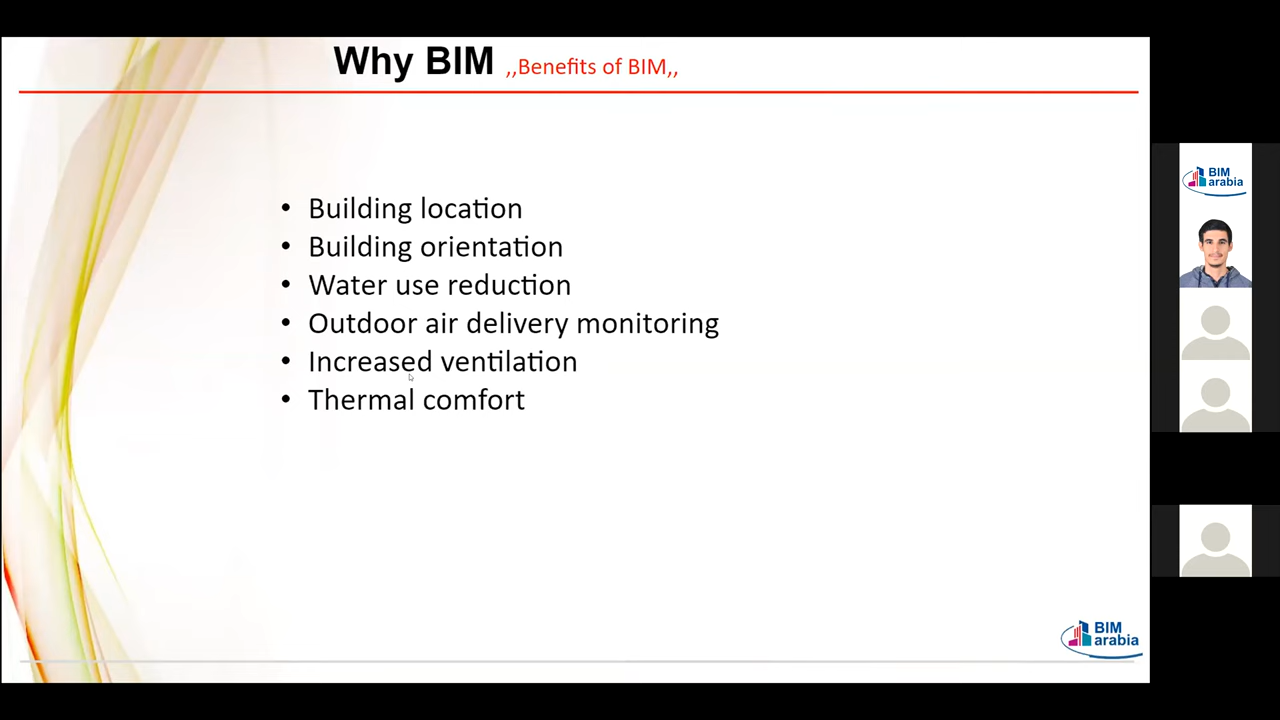 Why BIM ,,Benefits of BIM,,
• Building location
• Building orientation
• Water use reduction
• Outdoor air delivery monitoring
• Increased ventilation
• Thermal comfort
BIM
arabia
BIM
arabia